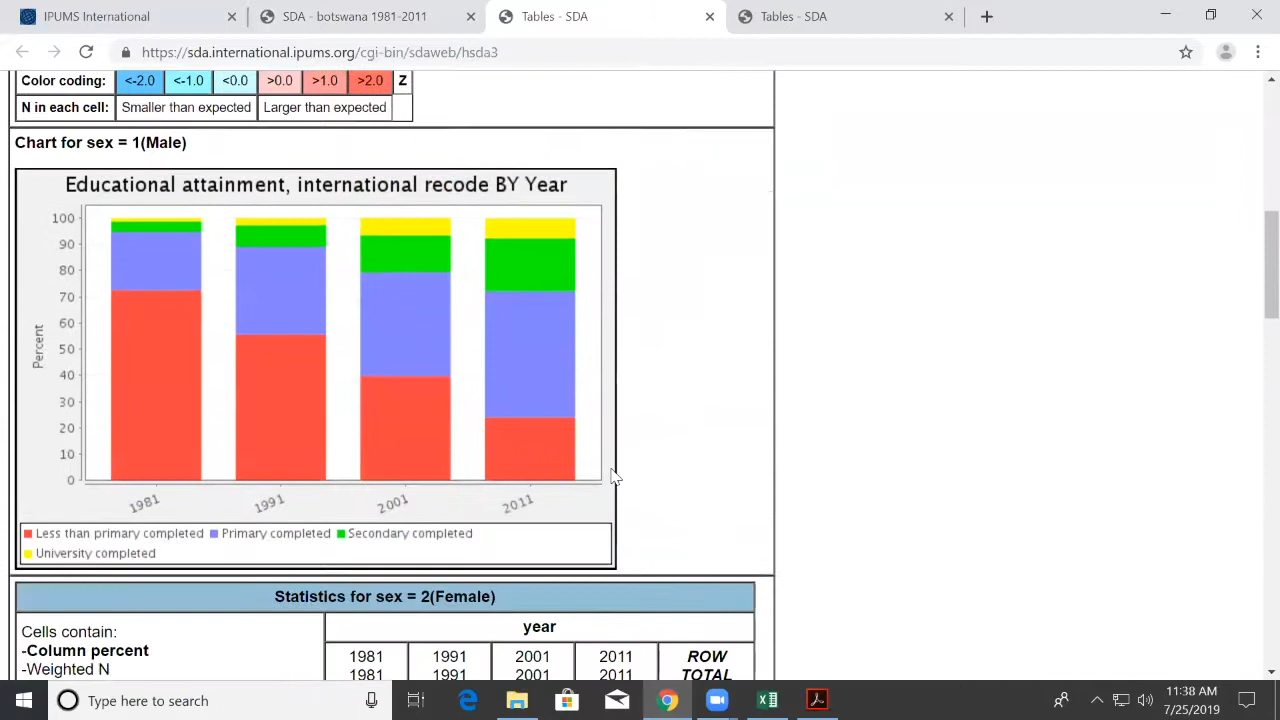 IPUMS International
SDA - botswana 1981-2011
Tables - SDA
Tables - SDA
https://sda.international.ipums.org/cgi-bin/sdaweb/hsda3
Color coding: <-2.0 <-1.0 <0.0 >0.0 >1.0 >2.0 Z
N in each cell: Smaller than expected Larger than expected
Chart for sex = 1(Male)
Educational attainment, international recode BY Year
100
90
80
70
60
50
40
30
20
10
0
Percent
1981 1991 2001 2011
Less than primary completed Primary completed Secondary completed
University completed
Statistics for sex = 2(Female)
Cells contain:
-Column percent
-Weighted N
year
1981 1991 2001 2011 ROW
1981 1991 2001 2011 TOTAL
Type here to search
11:38 AM
7/25/2019